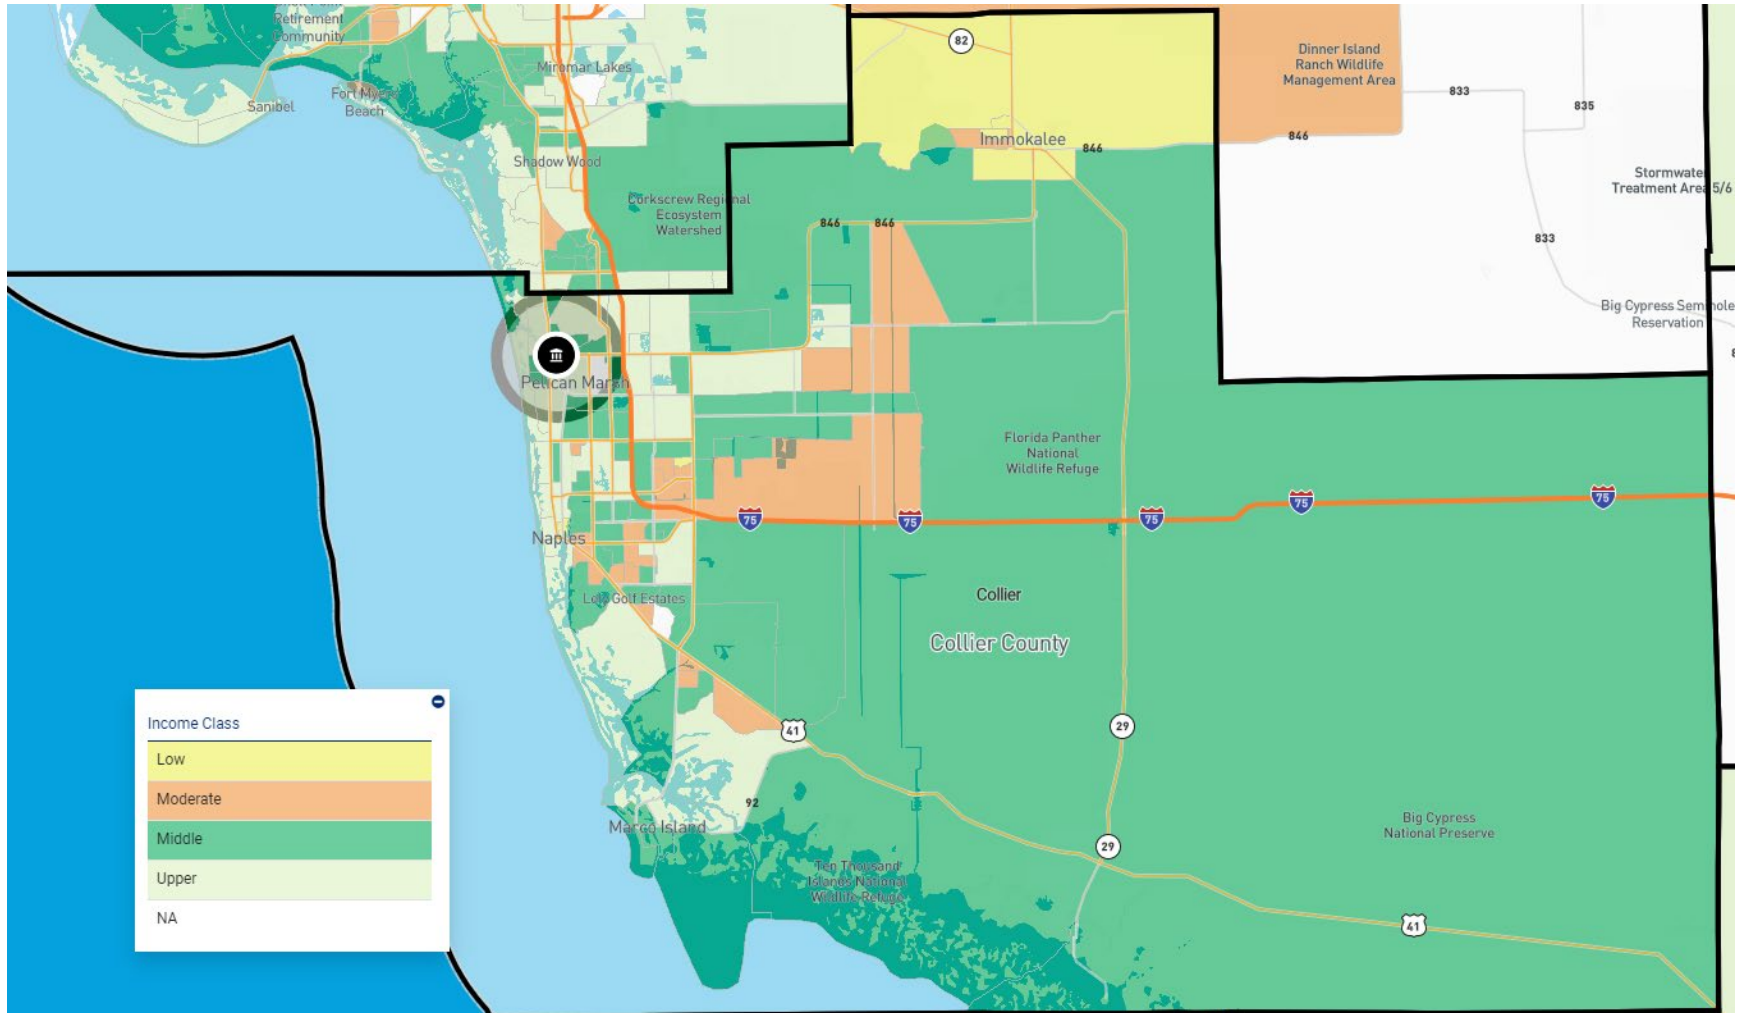 Retirement
Community
Miromar Lakes
Sanibel
Fort Myers
Beach
Shadow Wood
Corkscrew Regional
Ecosystem
Watershed
82
Dinner Island
Ranch Wildlife
Management Area
833
835
846
Immokalee
846
Stormwater
Treatment Area 5/6
846
846
833
Big Cypress Seminole
Reservation
Pelican Marsh
Florida Panther
National
Wildlife Refuge
75
75
75
75
75
Naples
Lely Golf Estates
Collier
Collier County
41
29
92
Marco Island
29
Big Cypress
National Preserve
Ten Thousand
Islands National
Wildlife Refuge
41
Income Class
Low
Moderate
Middle
Upper
NA